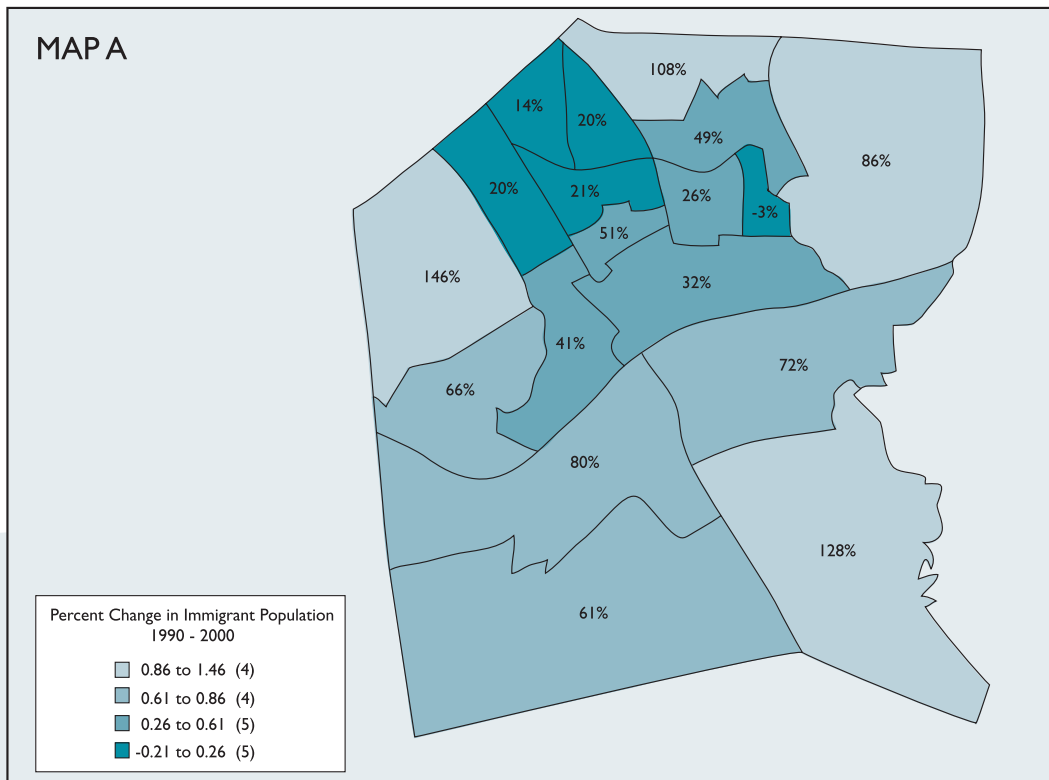 MAP A
108%
14%
20%
49%
86%
20%
21%
26%
-3%
51%
146%
32%
41%
72%
66%
80%
128%
61%
Percent Change in Immigrant Population
1990 - 2000
0.86 to 1.46 (4)
0.61 to 0.86 (4)
0.26 to 0.61 (5)
-0.21 to 0.26 (5)